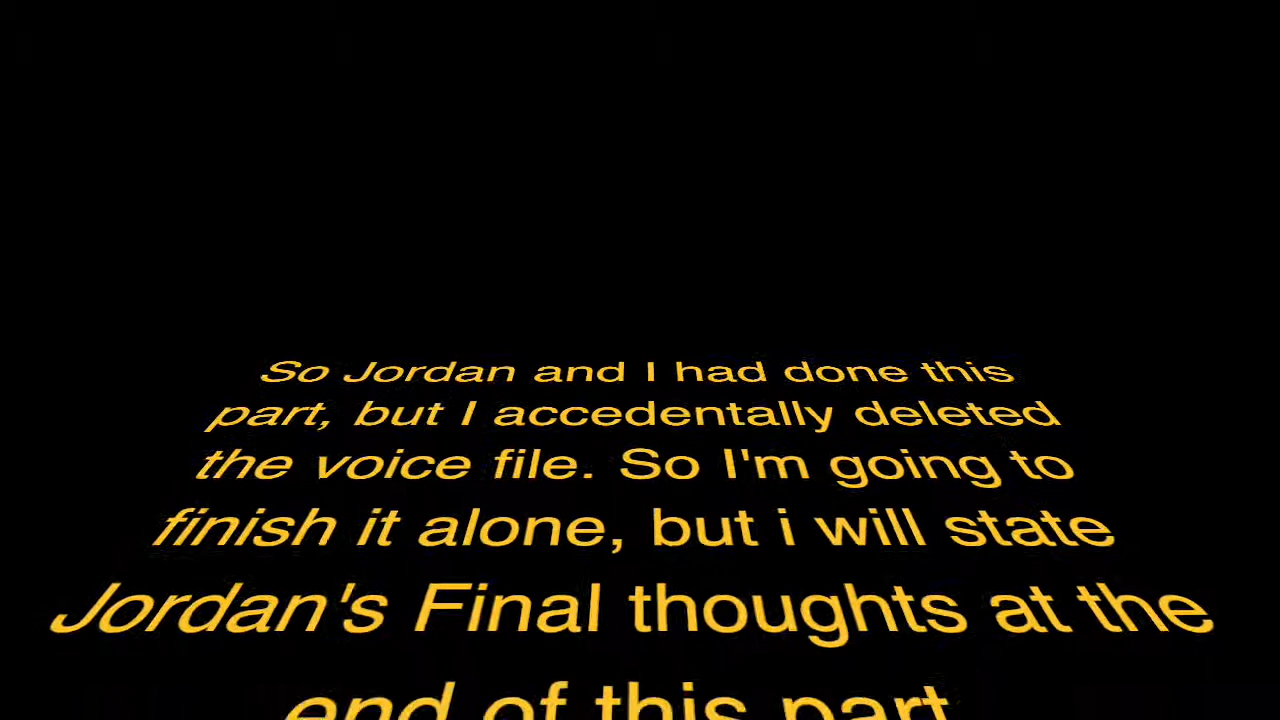 So Jordan and I had done this
part, but I accedentally deleted
the voice file. So I'm going to
finish it alone, but i will state
Jordan's Final thoughts at the
end of this part